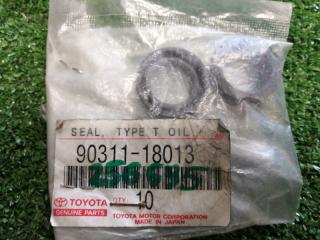 SEAL, TYPE T OIL
90311-18013
TOYOTA
GENUINE PARTS
QTY:
10
TOYOTA MOTOR CORPORATION
MADE IN JAPAN